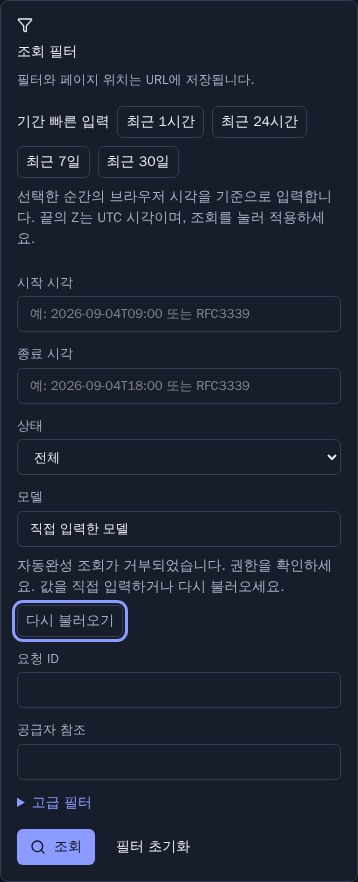 조회 필터
필터와 페이지 위치는 URL에 저장됩니다.
기간 빠른 입력 최근 1시간 최근 24시간
최근 7일 최근 30일
선택한 순간의 브라우저 시각을 기준으로 입력합니
다. 끝의 Z는 UTC 시각이며, 조회를 눌러 적용하세
요.
시작 시각
예: 2026-09-04T09:00 또는 RFC3339
종료 시각
예: 2026-09-04T18:00 또는 RFC3339
상태
전체
모델
직접 입력한 모델
자동완성 조회가 거부되었습니다. 권한을 확인하세
요. 값을 직접 입력하거나 다시 불러오세요.
다시 불러오기
요청 ID
공급자 참조
고급 필터
조회 필터 초기화